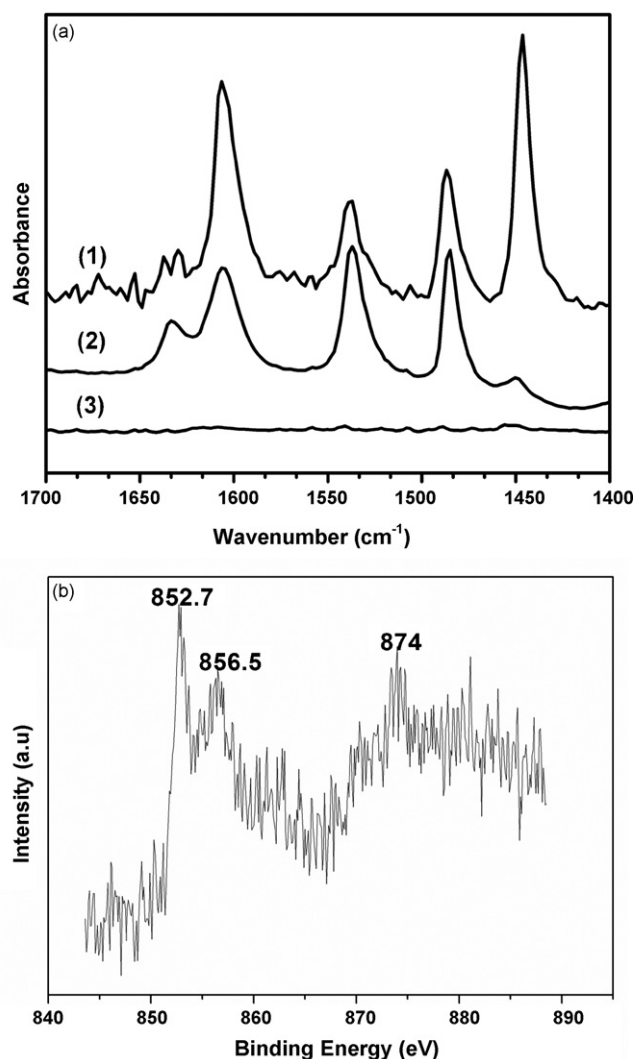 (a)
Absorbance
(1)
(2)
(3)
1700 1650 1600 1550 1500 1450 1400
Wavenumber (cm⁻¹)
(b)
852.7
856.5
874
Intensity (a.u)
840 850 860 870 880 890
Binding Energy (eV)